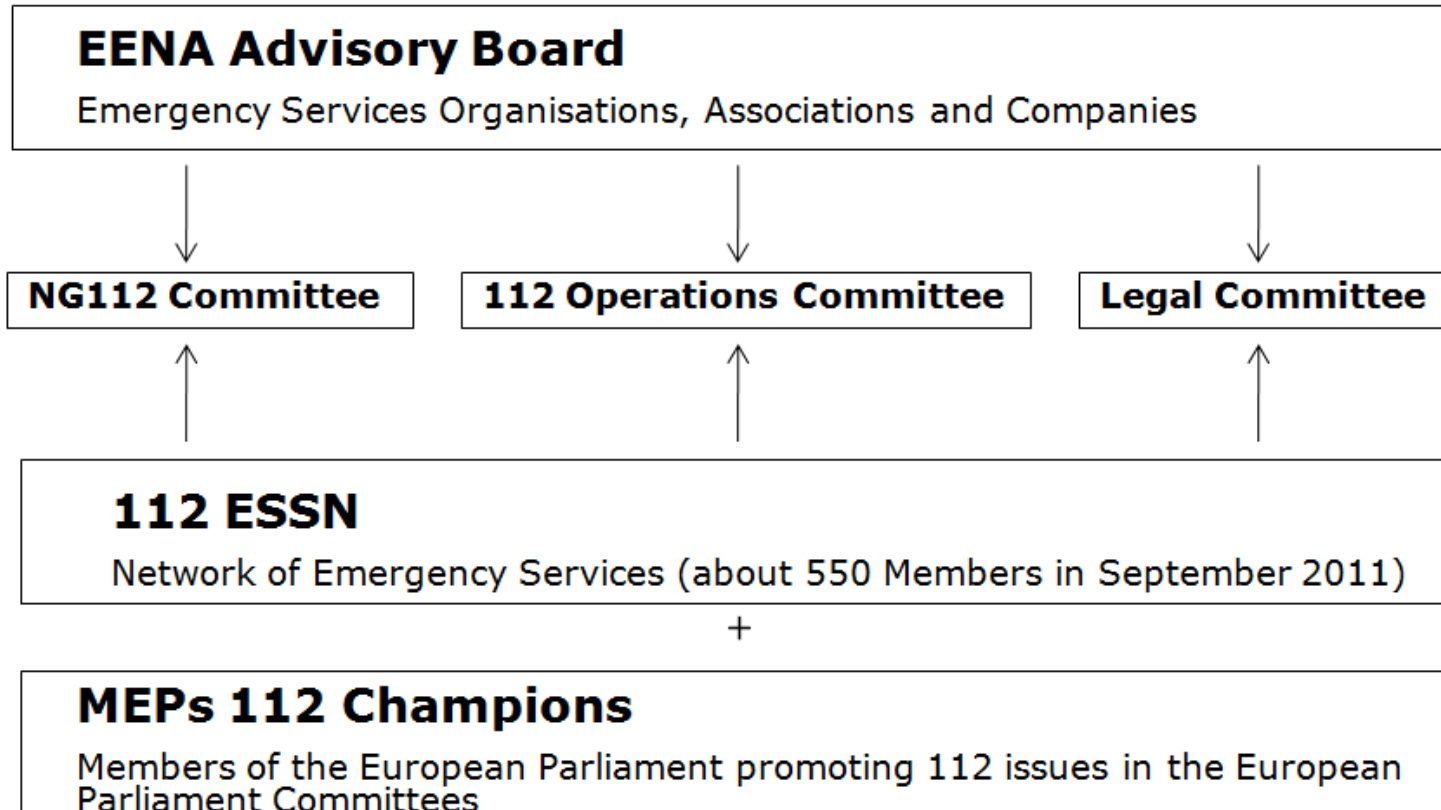 EENA Advisory Board
Emergency Services Organisations, Associations and Companies
NG112 Committee
112 Operations Committee
Legal Committee
112 ESSN
Network of Emergency Services (about 550 Members in September 2011)
+
MEPs 112 Champions
Members of the European Parliament promoting 112 issues in the European
Parliament Committees